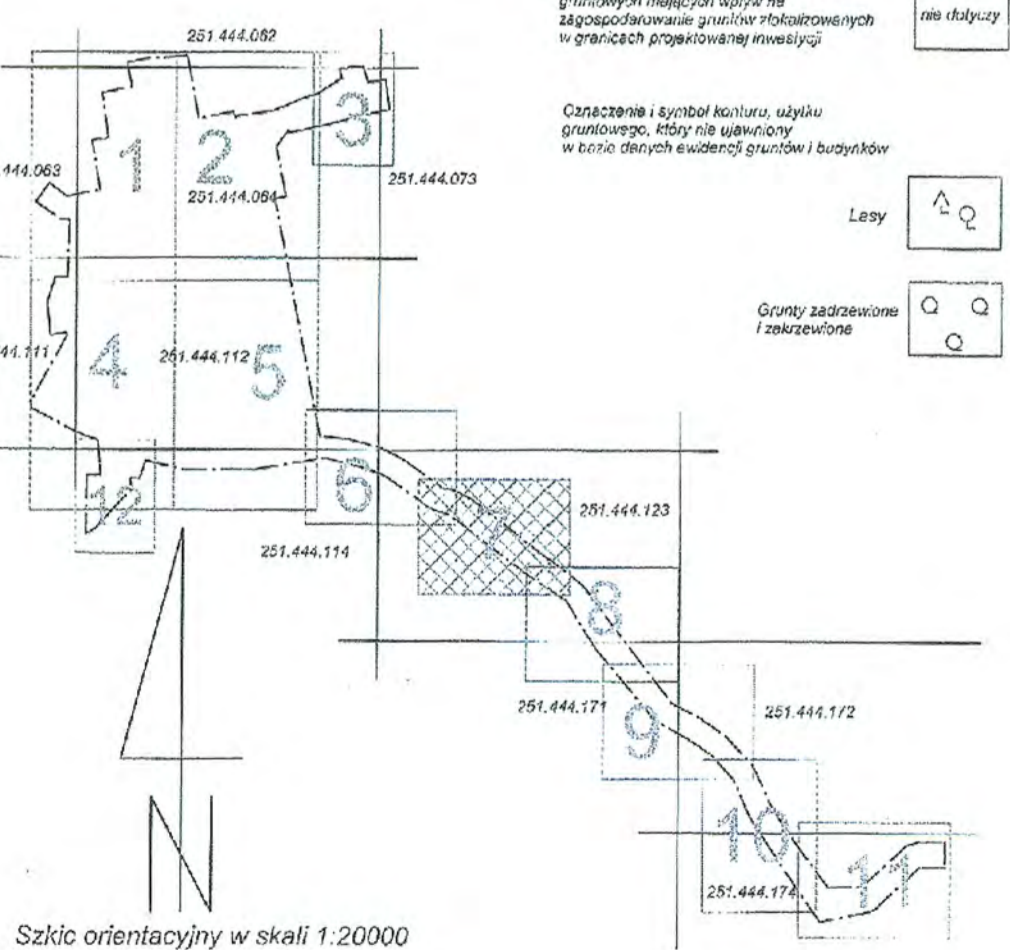 gruntowych mających wpływ na
zagospodarowanie gruntów zlokalizowanych
w granicach projektowanej inwestycji
nie dotyczy
Oznaczenie i symbol konturu, użytku
gruntowego, który nie ujawniony
w bazie danych ewidencji gruntów i budynków
Lasy
Grunty zadrzewione
i zakrzewione
251.444.062
1
2
3
444.063
251.444.064
251.444.073
4
251.444.112
5
44.111
6
12
7
251.444.123
251.444.114
8
251.444.171
9
251.444.172
10
11
251.444.174
N
Szkic orientacyjny w skali 1:20000